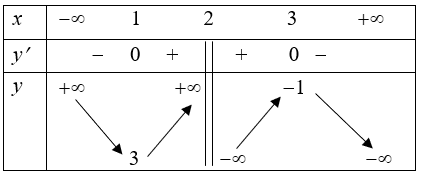 x −∞ 1 2 3 +∞
y′ − 0 + + 0 −
y +∞ +∞ −1
3 −∞ −∞